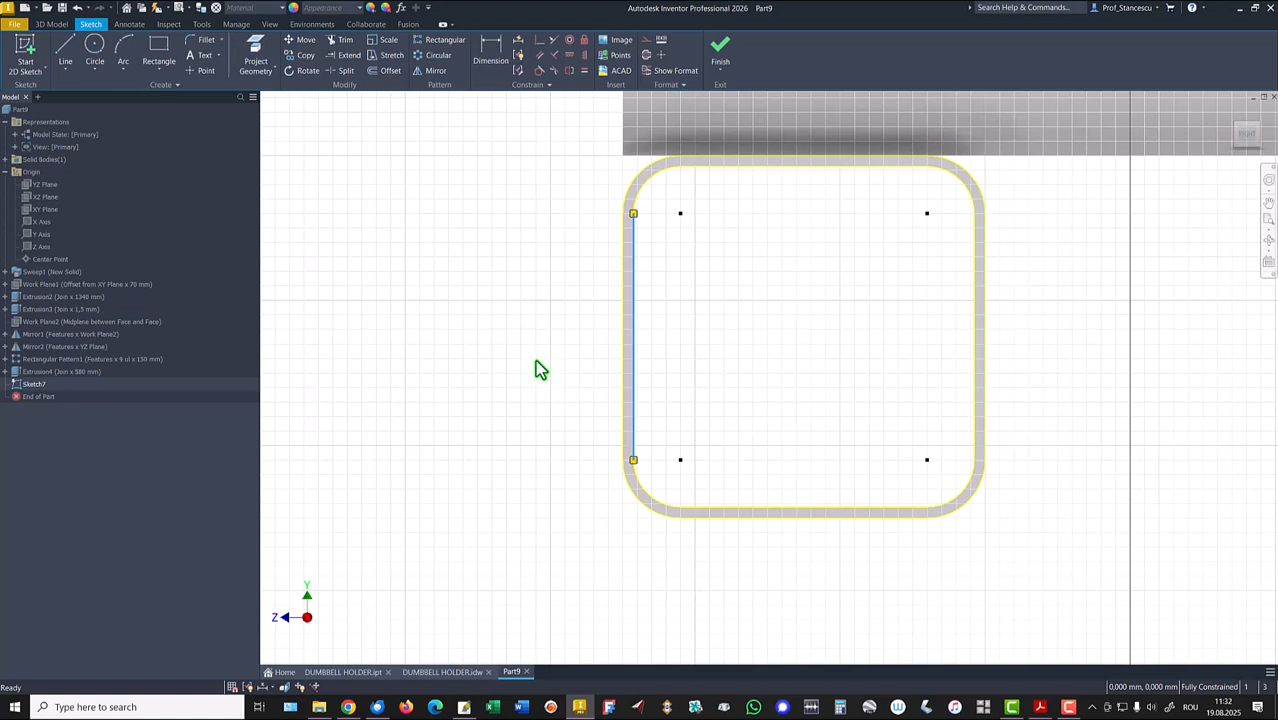 Material
Appearance
Autodesk Inventor Professional 2026 - Part9
Search Help & Commands...
Prof_Stancescu
File
3D Model
Sketch
Annotate
Inspect
Tools
Manage
View
Environments
Collaborate
Fusion
Start
2D Sketch
Line
Circle
Arc
Rectangle
Fillet
Text
Point
Project
Geometry
Move
Copy
Rotate
Trim
Extend
Split
Scale
Stretch
Offset
Rectangular
Circular
Mirror
Dimension
Image
Points
ACAD
Show Format
Finish
Sketch
Create
Modify
Pattern
Constrain
Insert
Format
Exit
Model
Part9
Representations
Model State: [Primary]
View: [Primary]
Solid Bodies(1)
Origin
YZ Plane
XZ Plane
XY Plane
X Axis
Y Axis
Z Axis
Center Point
Sweep1 (New Solid)
Work Plane1 (Offset from XY Plane x 70 mm)
Extrusion2 (Join x 1340 mm)
Extrusion3 (Join x 1,5 mm)
Work Plane2 (Midplane between Face and Face)
Mirror1 (Features x Work Plane2)
Mirror2 (Features x YZ Plane)
Rectangular Pattern1 (Features x 9 ul x 150 mm)
Extrusion4 (Join x 580 mm)
Sketch7
End of Part
RIGHT
Y
Z
Home
DUMBBELL HOLDER.ipt
DUMBBELL HOLDER.idw
Part9
Ready
0,000 mm, 0,000 mm
Fully Constrained
1
3
Type here to search
ROU
11:32
19.08.2025